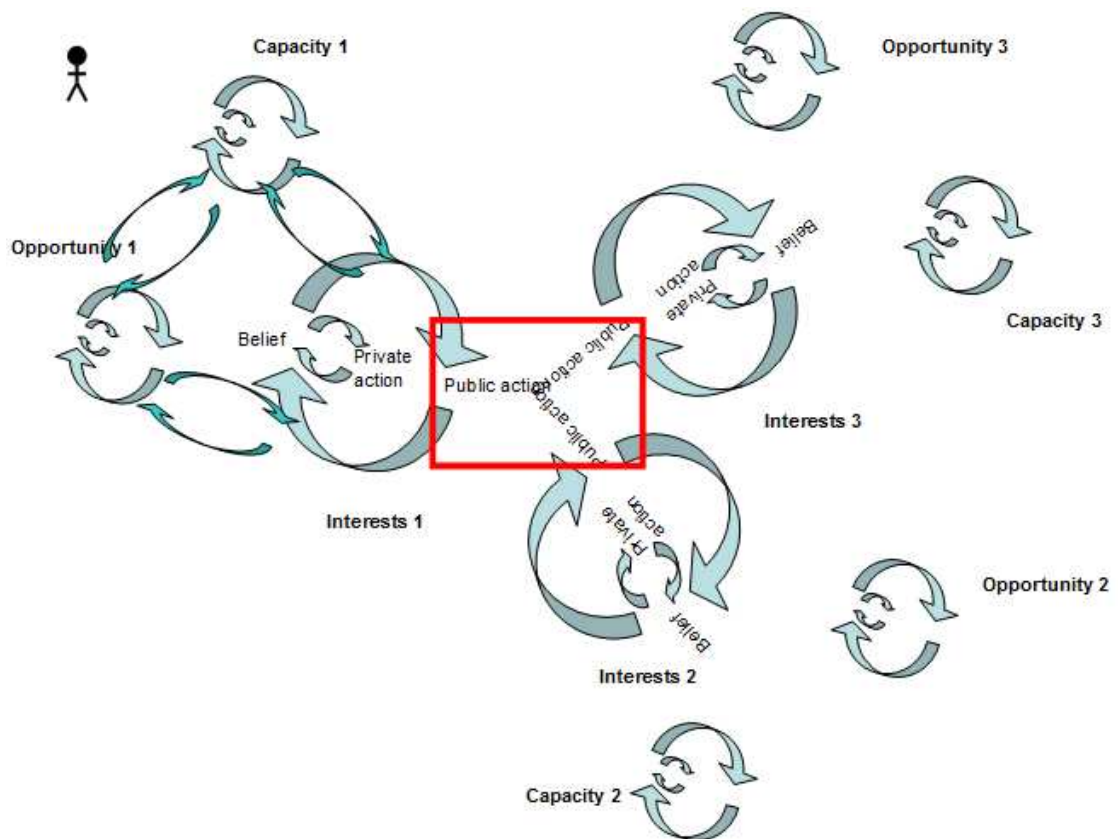 Capacity 1
Opportunity 3
Opportunity 1
Belief
Private
action
Public action
Belief
Private
action
Public action
Capacity 3
Interests 3
Public action
Interests 1
Private
action
Belief
Opportunity 2
Interests 2
Capacity 2